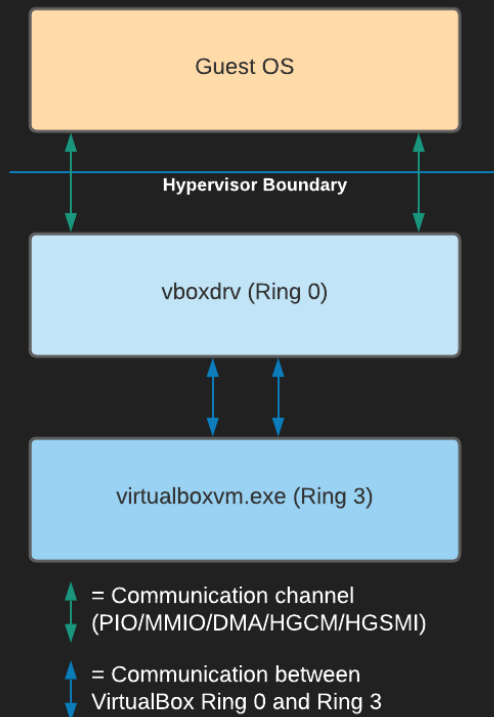 Guest OS
Hypervisor Boundary
vboxdrv (Ring 0)
virtualboxvm.exe (Ring 3)
= Communication channel
(PIO/MMIO/DMA/HGCM/HGSMI)
= Communication between
VirtualBox Ring 0 and Ring 3